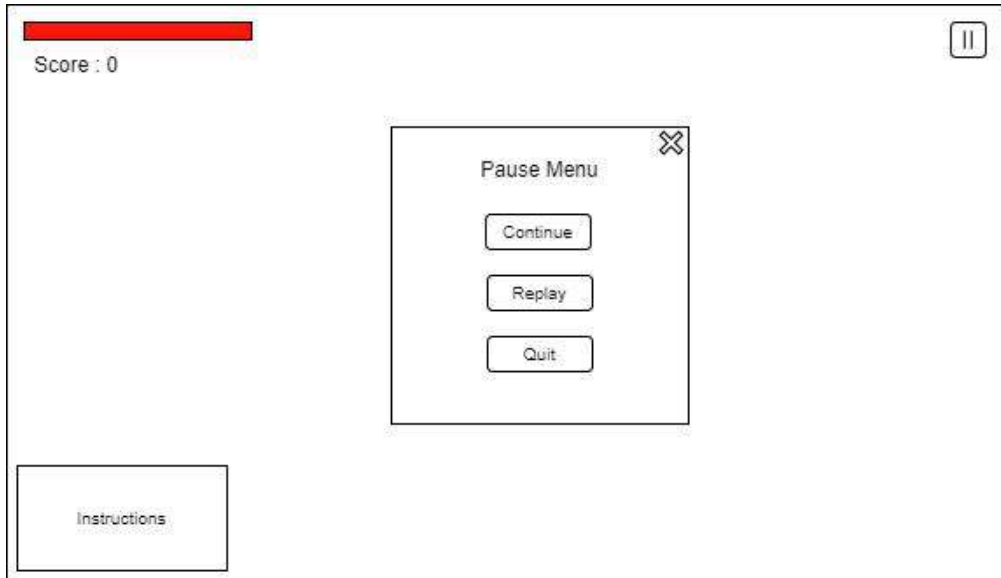 Score : 0
Pause Menu
Continue
Replay
Quit
Instructions